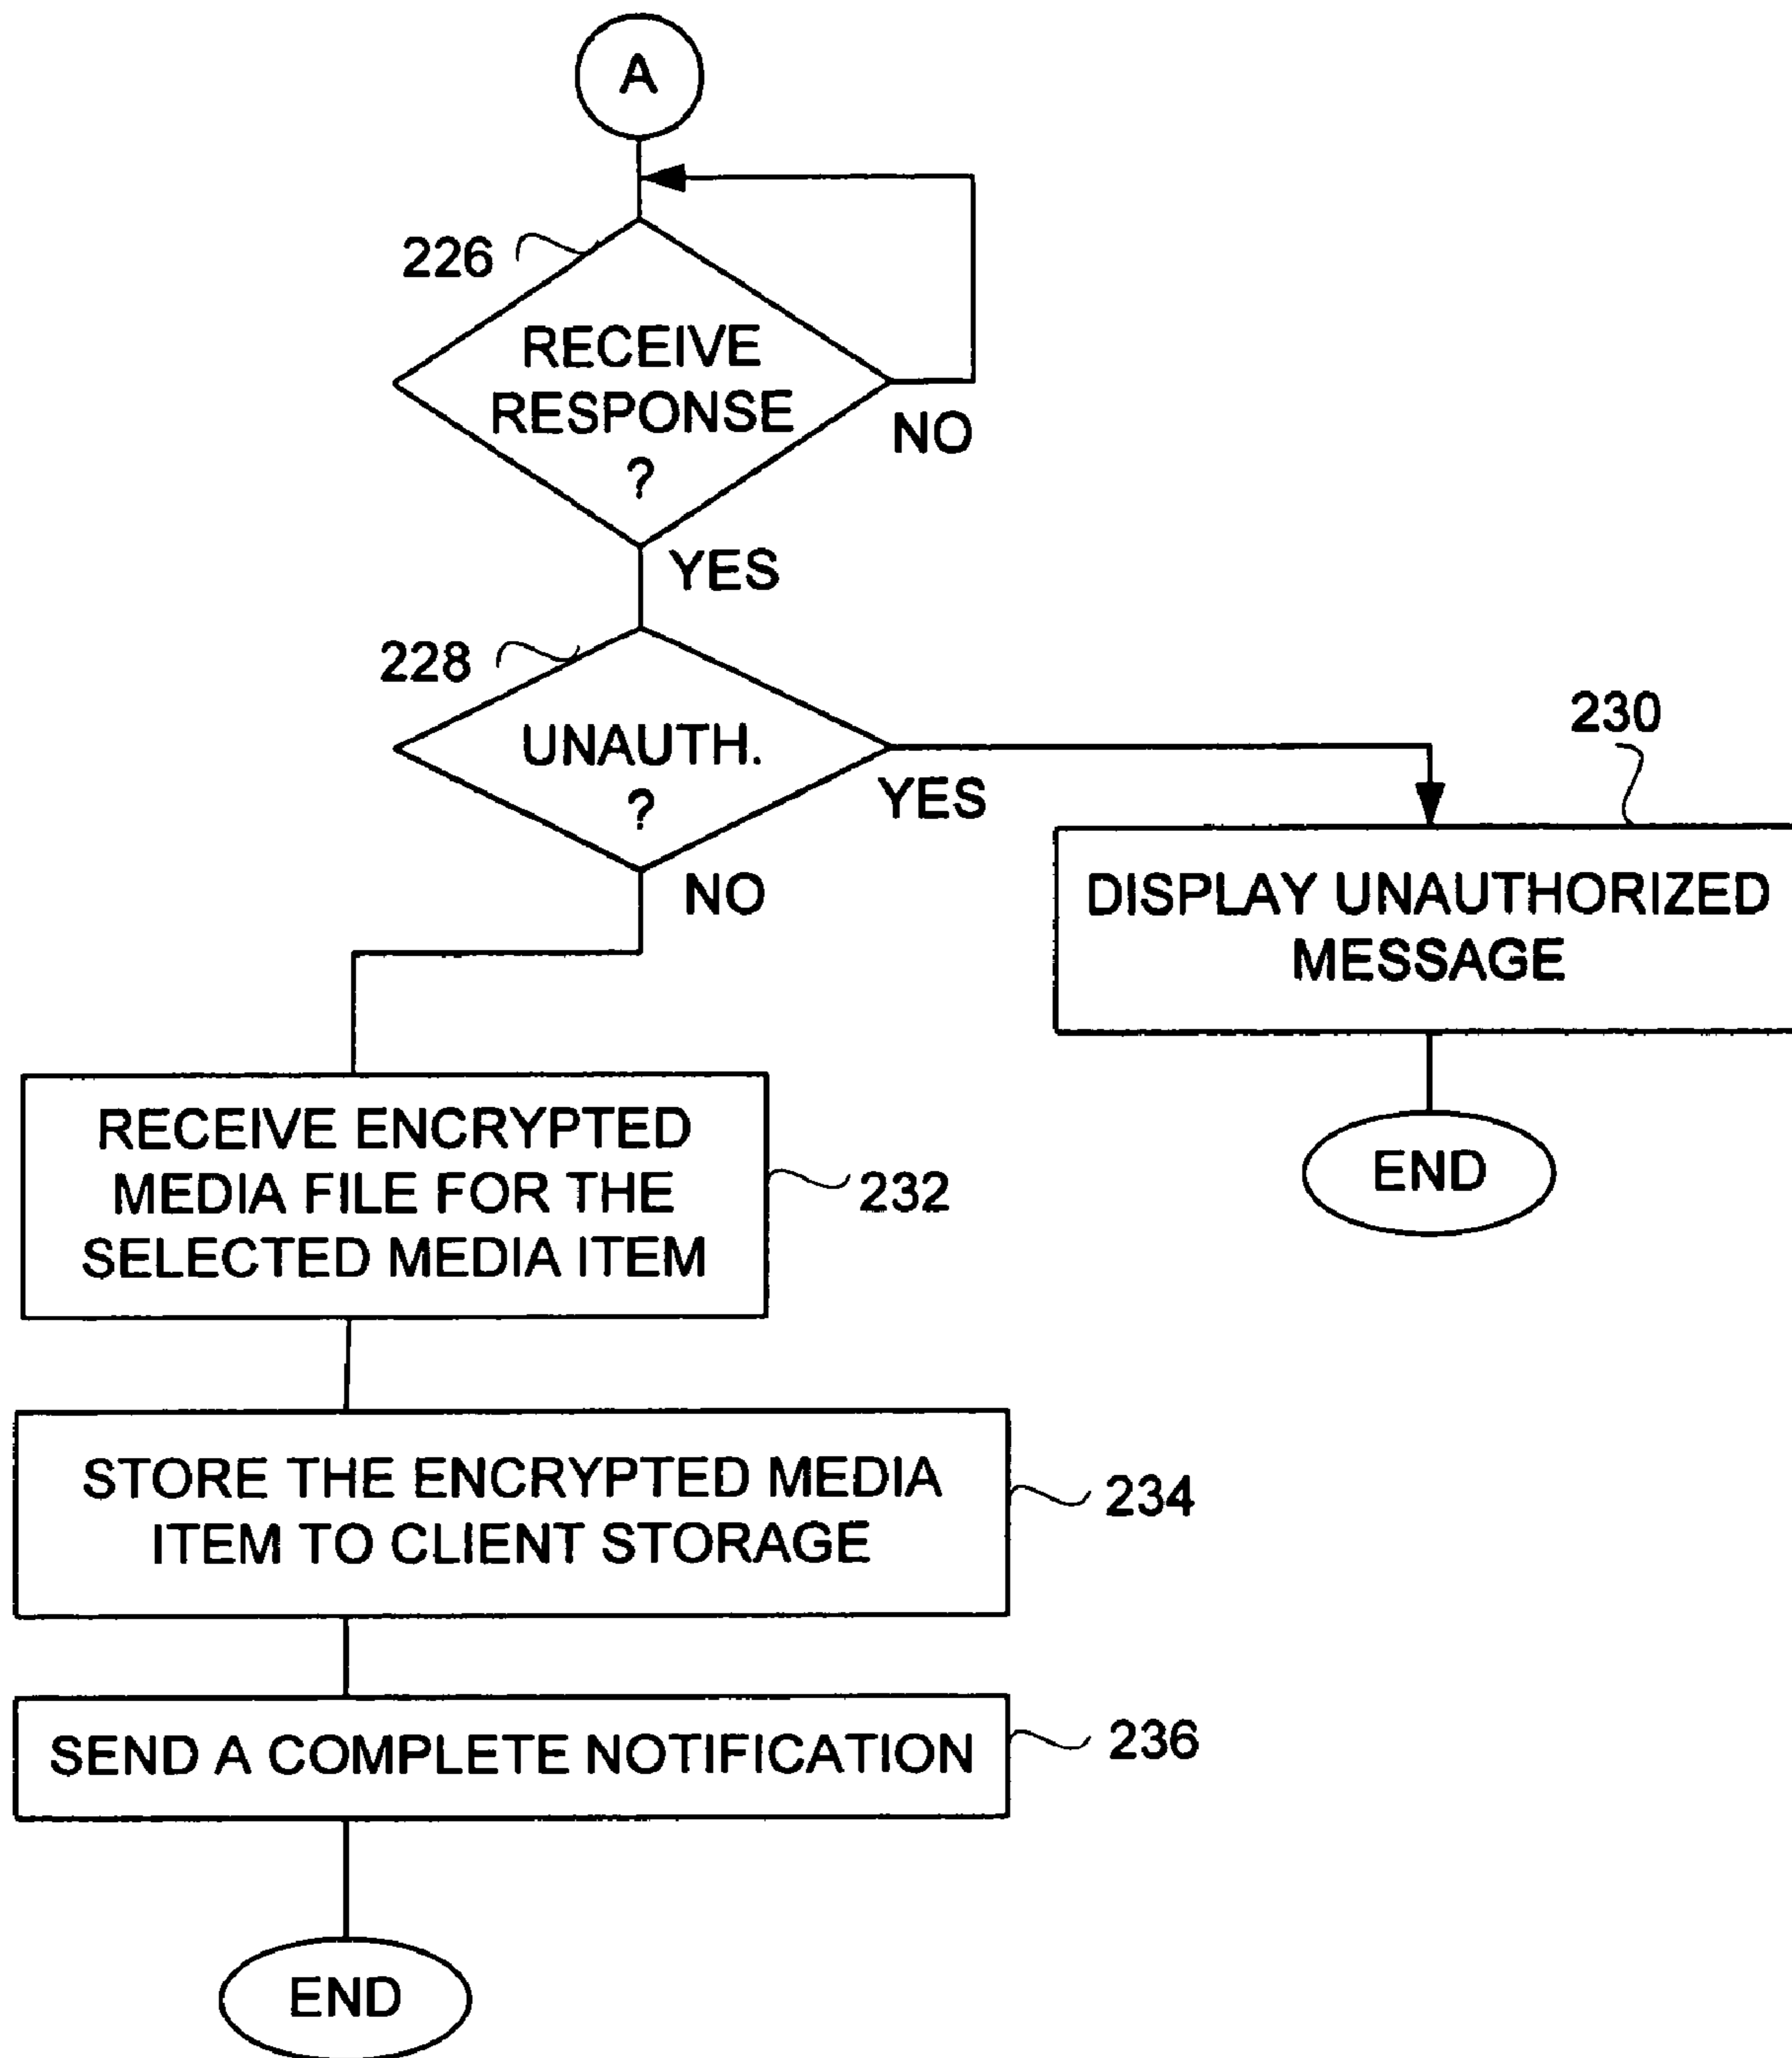 A
226
RECEIVE
RESPONSE
?
NO
YES
228
UNAUTH.
?
YES
NO
230
DISPLAY UNAUTHORIZED
MESSAGE
END
RECEIVE ENCRYPTED
MEDIA FILE FOR THE
SELECTED MEDIA ITEM
232
STORE THE ENCRYPTED MEDIA
ITEM TO CLIENT STORAGE
234
SEND A COMPLETE NOTIFICATION
236
END